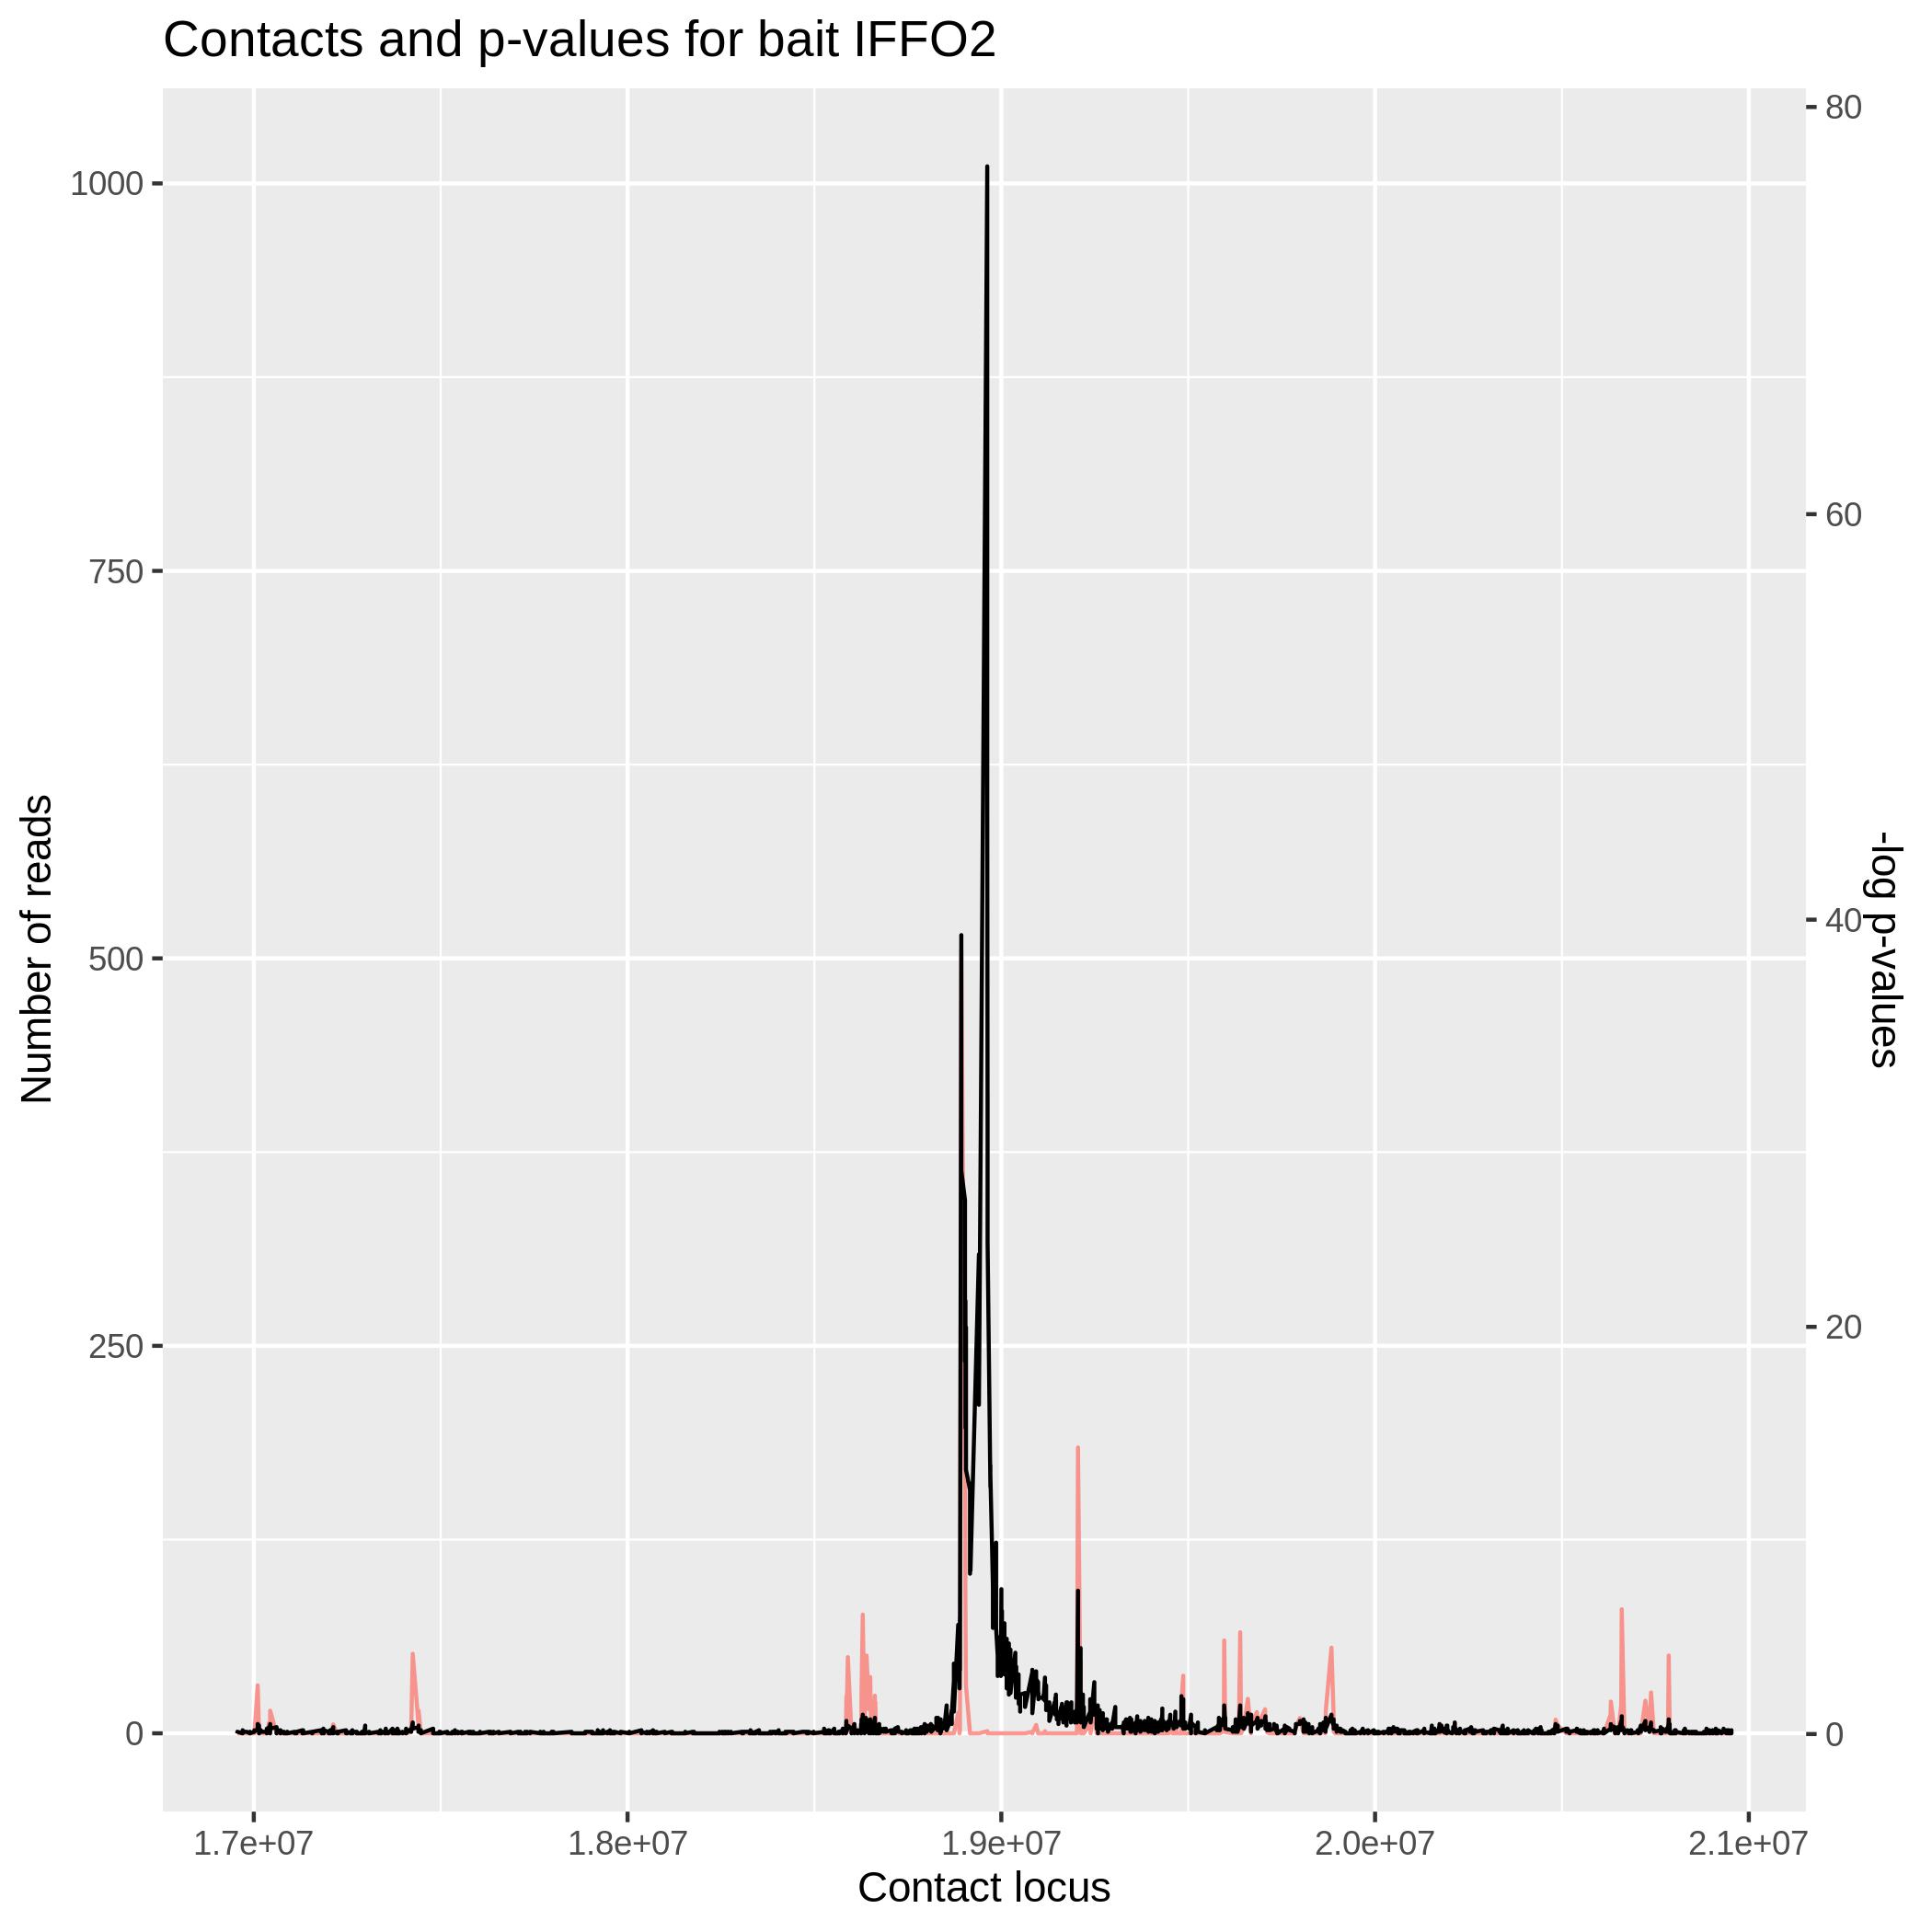 Contacts and p-values for bait IFFO2
Number of reads
1000
750
500
250
0
80
60
40
20
0
-log p-values
1.7e+07
1.8e+07
1.9e+07
2.0e+07
2.1e+07
Contact locus